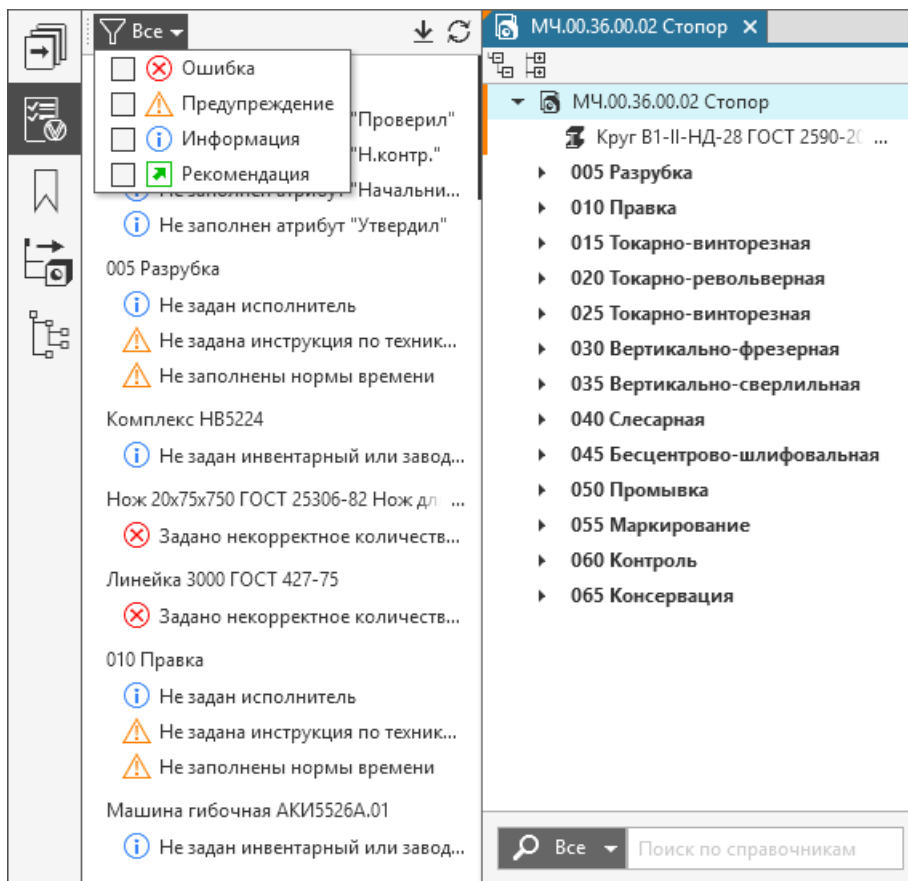 Все
Ошибка
Предупреждение
Информация
Рекомендация
"Проверил"
"Н.контр."
"Начальни...
Не заполнен атрибут "Утвердил"
005 Разрубка
Не задан исполнитель
Не задана инструкция по техник...
Не заполнены нормы времени
Комплекс НВ5224
Не задан инвентарный или завод...
Нож 20х75х750 ГОСТ 25306-82 Нож дл ...
Задано некорректное количеств...
Линейка 3000 ГОСТ 427-75
Задано некорректное количеств...
010 Правка
Не задан исполнитель
Не задана инструкция по техник...
Не заполнены нормы времени
Машина гибочная АКИ5526А.01
Не задан инвентарный или завод...
МЧ.00.36.00.02 Стопор
МЧ.00.36.00.02 Стопор
Круг В1-II-НД-28 ГОСТ 2590-20 ...
005 Разрубка
010 Правка
015 Токарно-винторезная
020 Токарно-револьверная
025 Токарно-винторезная
030 Вертикально-фрезерная
035 Вертикально-сверлильная
040 Слесарная
045 Бесцентрово-шлифовальная
050 Промывка
055 Маркирование
060 Контроль
065 Консервация
Все
Поиск по справочникам